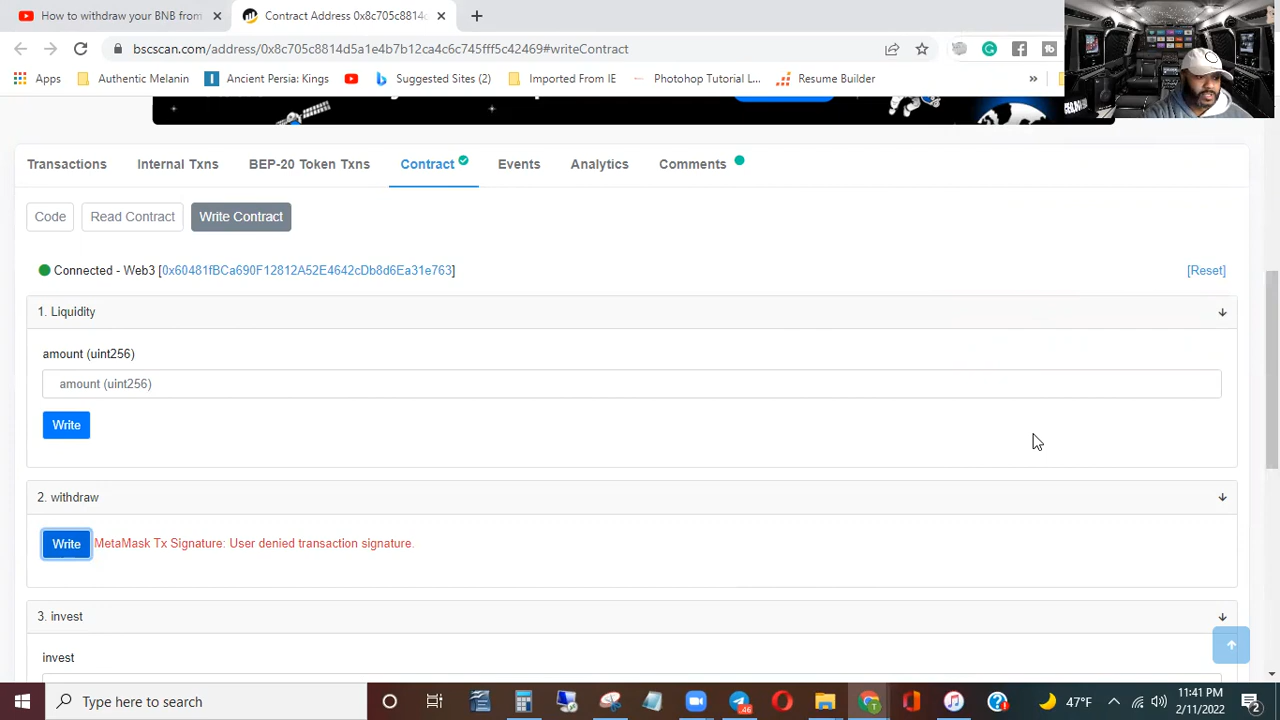 How to withdraw your BNB from
Contract Address 0x8c705c8814
bscscan.com/address/0x8c705c8814d5a1e4b7b12ca4c6c745ff5c42469#writeContract
Apps Authentic Melanin Ancient Persa: Kings Suggested Sites (2) Imported From IE Photohop Tutorial L... Resume Builder »
Transactions Internal Txns BEP-20 Token Txns Contract Events Analytics Comments
Code Read Contract Write Contract
Connected - Web3 [0x60481fBCa690F12812A52E4642cDb8d6Ea31e763]
[Reset]
1. Liquidity
amount (uint256)
amount (uint256)
Write
2. withdraw
Write MetaMask Tx Signature: User denied transaction signature.
3. invest
invest
Type here to search
46
47°F
11:41 PM
2/11/2022
2